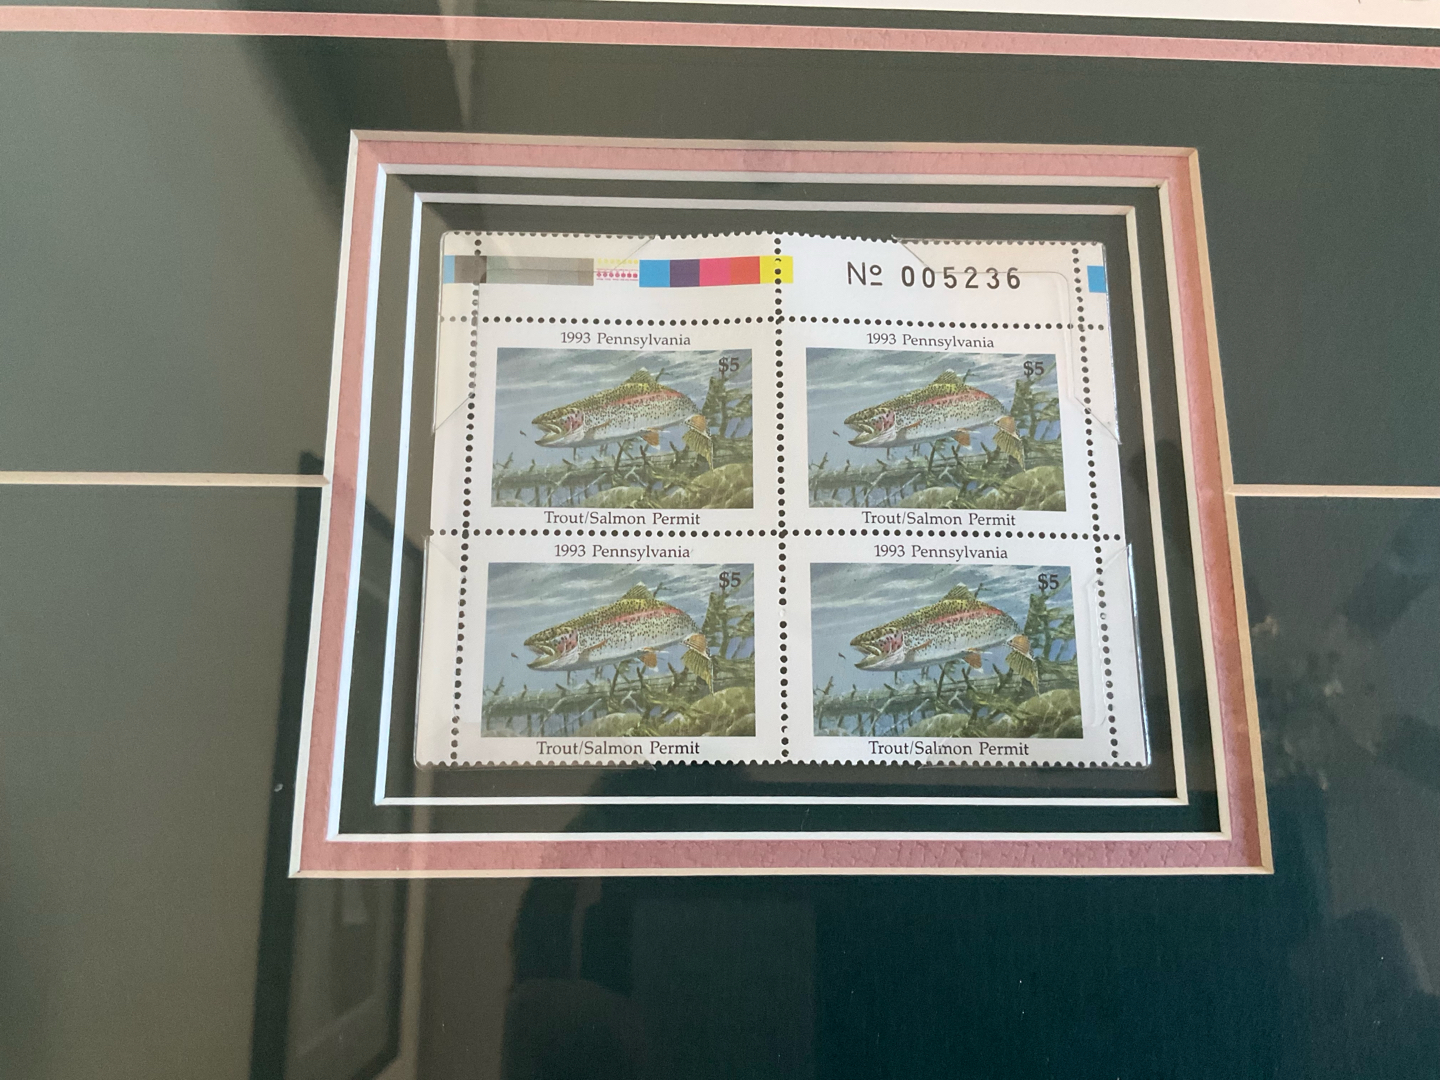 Nº 005236
1993 Pennsylvania
$5
Trout/Salmon Permit
1993 Pennsylvania
$5
Trout/Salmon Permit
1993 Pennsylvania
$5
Trout/Salmon Permit
1993 Pennsylvania
$5
Trout/Salmon Permit